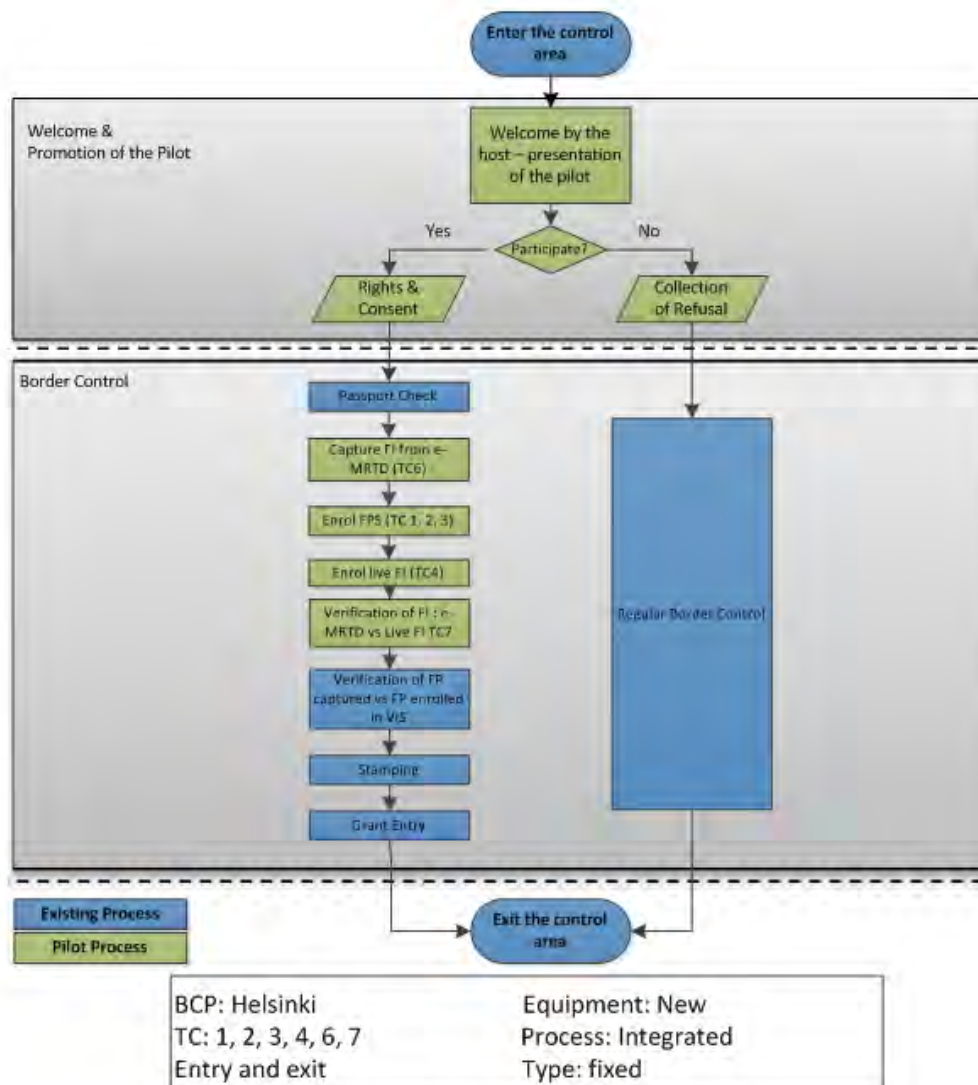 Enter the control
area
Welcome &
Promotion of the Pilot
Welcome by the
host – presentation
of the pilot
Yes
Participate?
No
Rights &
Consent
Collection
of Refusal
Border Control
Passport Check
Capture FI from e-
MRTD (TC6)
Enrol FPS (TC 1, 2, 3)
Enrol live FI (TC4)
Verification of FI : e-
MRTD vs Live FI TC7
Verification of FP
captured vs FP enrolled
in VIS
Stamping
Grant Entry
Regular Border Control
Existing Process
Pilot Process
Exit the control
area
BCP: Helsinki
TC: 1, 2, 3, 4, 6, 7
Entry and exit
Equipment: New
Process: Integrated
Type: fixed